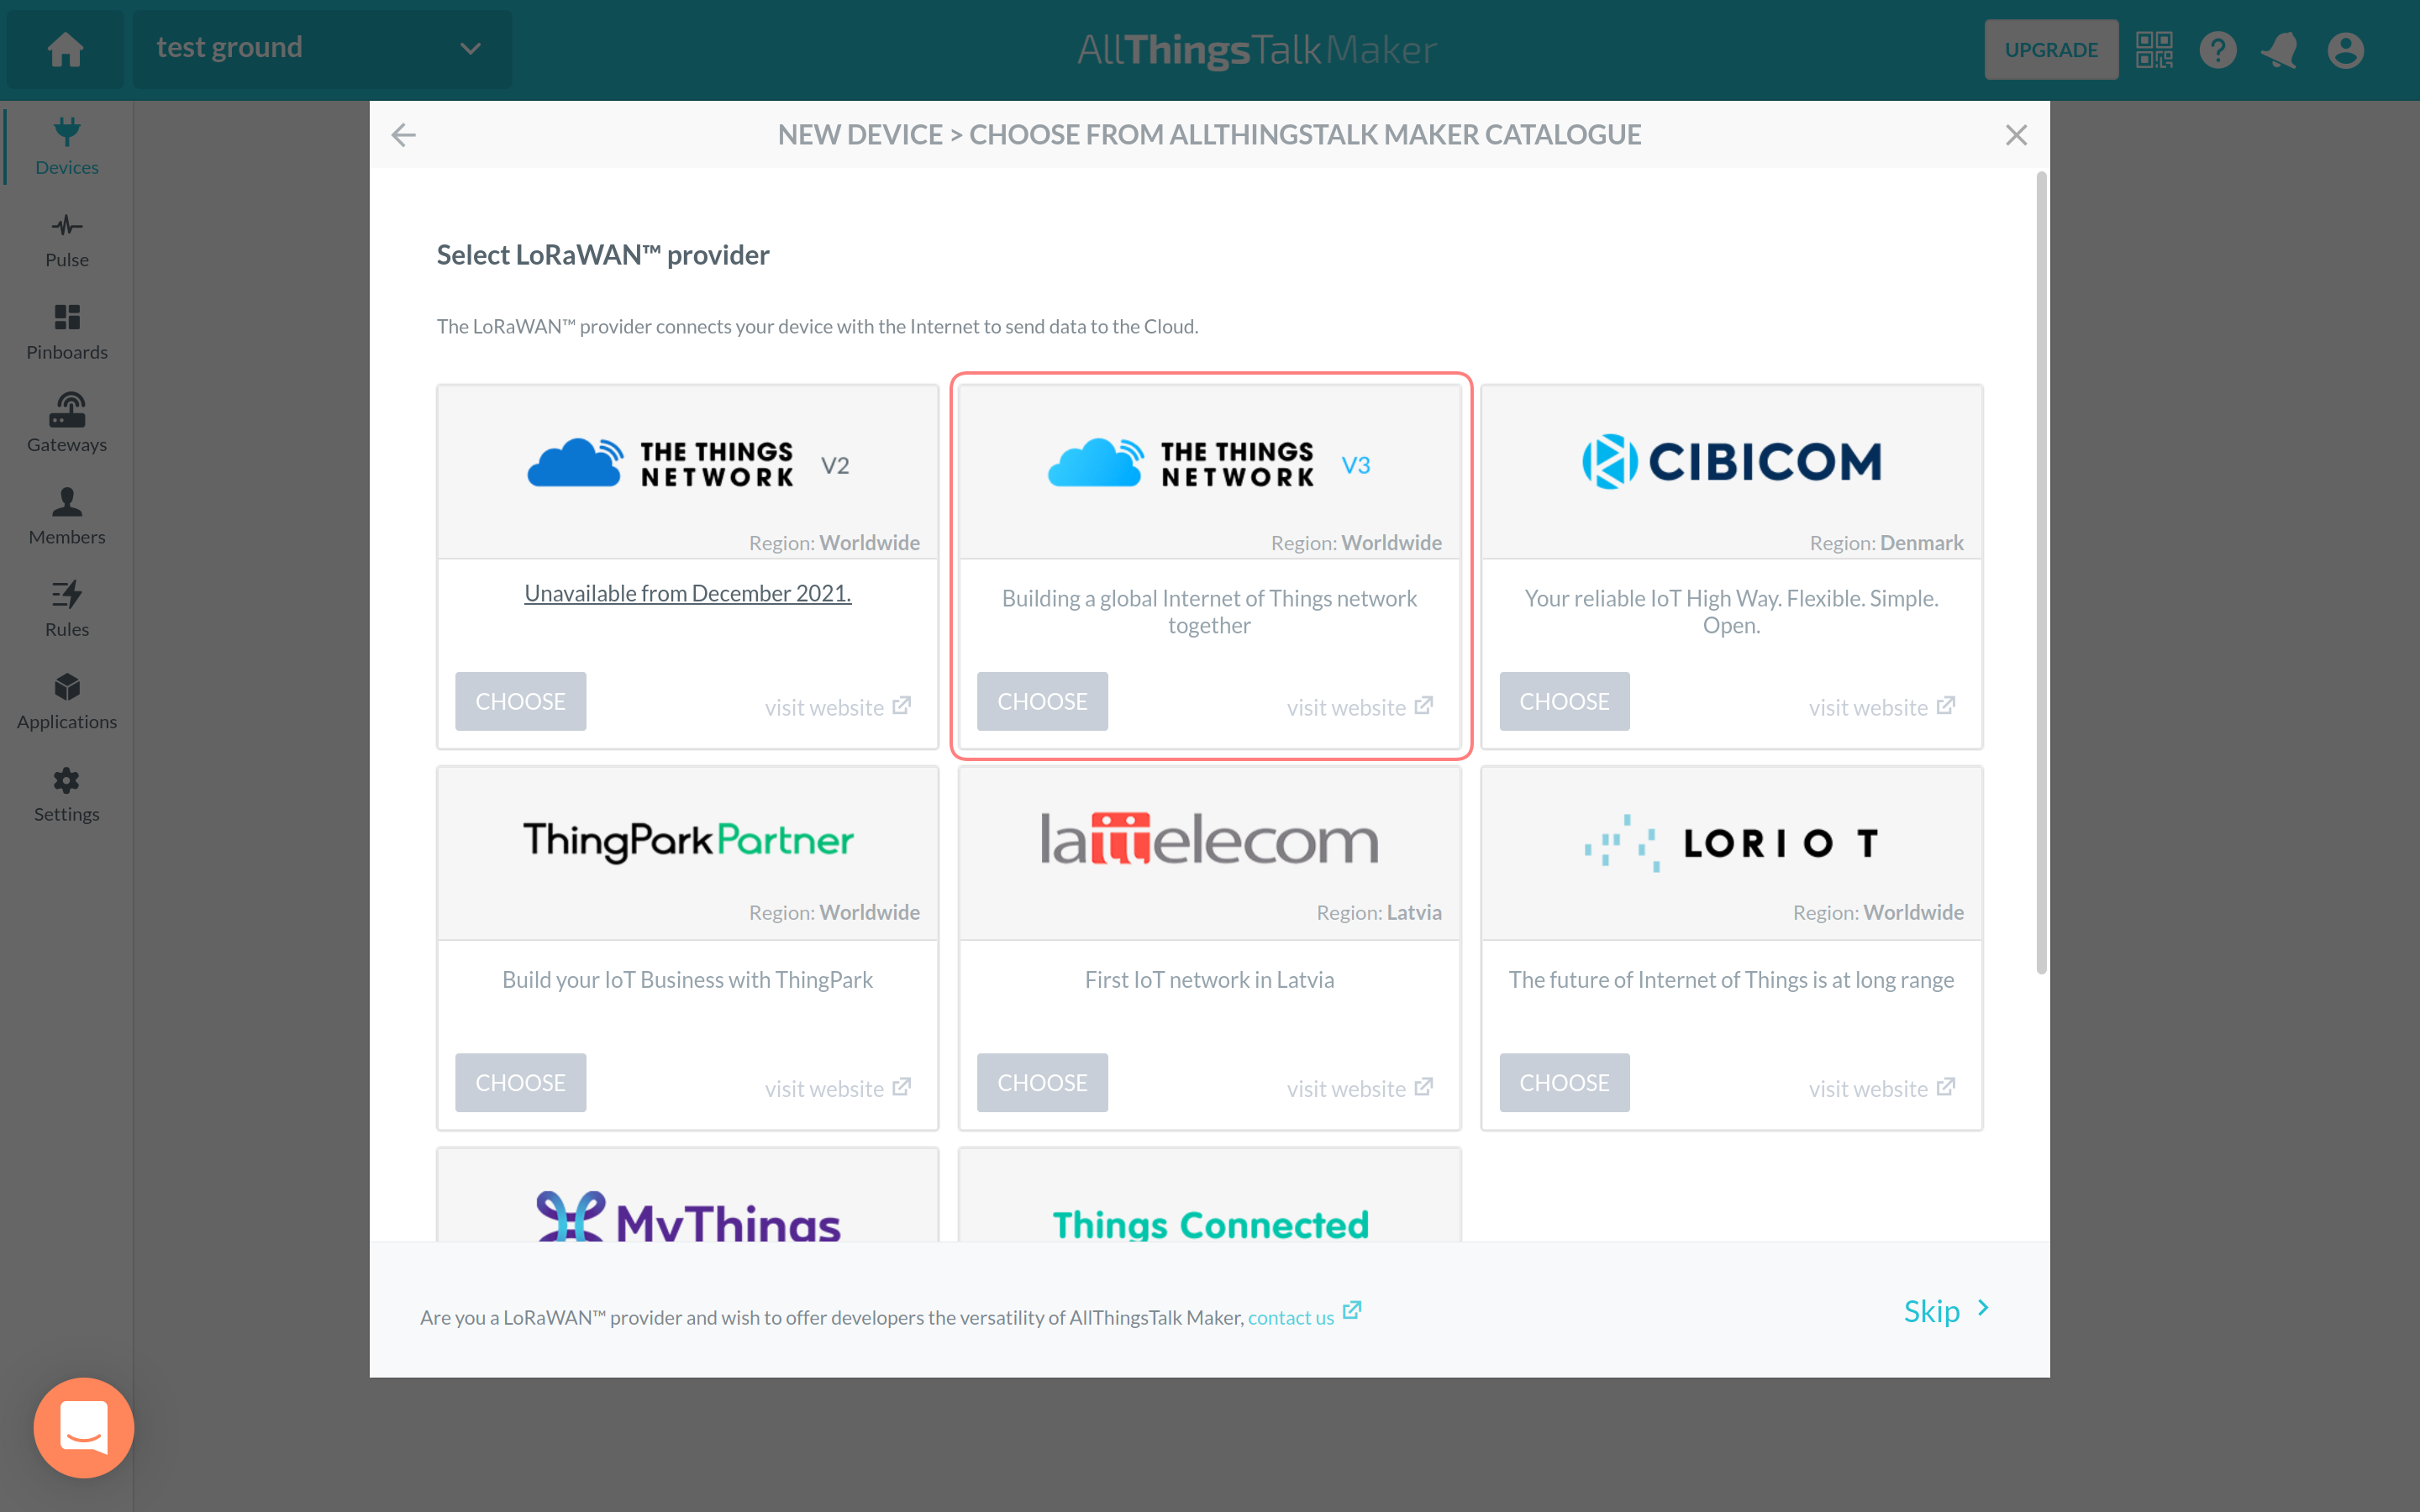 test ground
AllThingsTalkMaker
UPGRADE
Devices
Pulse
Pinboards
Gateways
Members
Rules
Applications
Settings
NEW DEVICE > CHOOSE FROM ALLTHINGSTALK MAKER CATALOGUE
Select LoRaWAN™ provider
The LoRaWAN™ provider connects your device with the Internet to send data to the Cloud.
THE THINGS
NETWORK V2
Region: Worldwide
Unavailable from December 2021.
CHOOSE visit website
THE THINGS
NETWORK V3
Region: Worldwide
Building a global Internet of Things network
together
CHOOSE visit website
CIBICOM
Region: Denmark
Your reliable IoT High Way. Flexible. Simple.
Open.
CHOOSE visit website
ThingPark Partner
Region: Worldwide
Build your IoT Business with ThingPark
CHOOSE visit website
lattelecom
Region: Latvia
First IoT network in Latvia
CHOOSE visit website
LORIOT
Region: Worldwide
The future of Internet of Things is at long range
CHOOSE visit website
MyThings
Things Connected
Are you a LoRaWAN™ provider and wish to offer developers the versatility of AllThingsTalk Maker, contact us
Skip